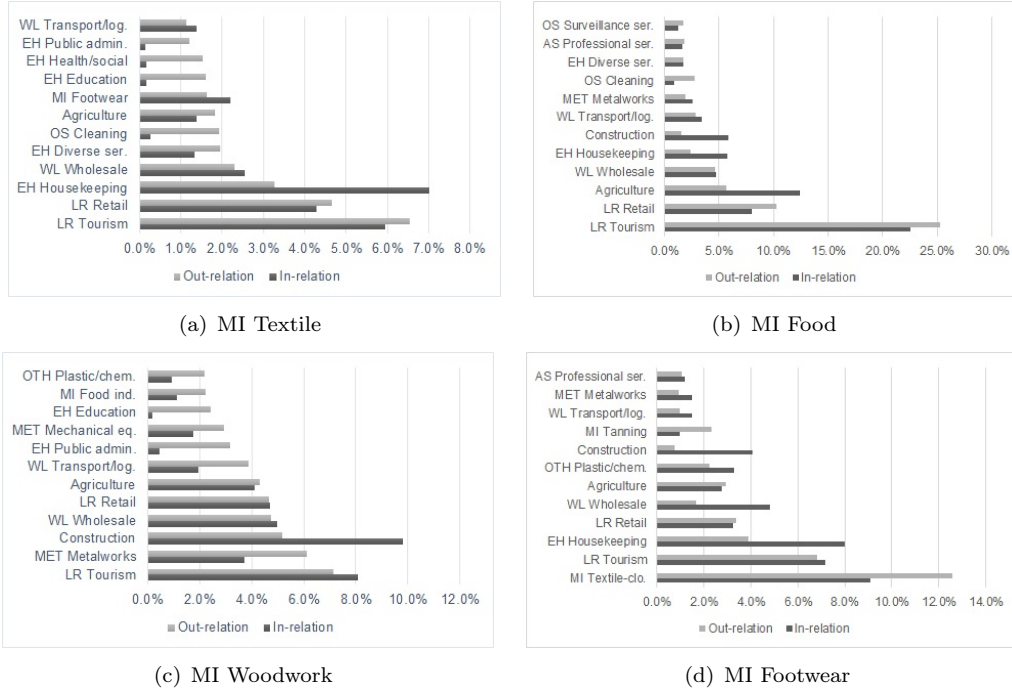 WL Transport/log.
EH Public admin.
EH Health/social
EH Education
MI Footwear
Agriculture
OS Cleaning
EH Diverse ser.
WL Wholesale
EH Housekeeping
LR Retail
LR Tourism
0.0% 1.0% 2.0% 3.0% 4.0% 5.0% 6.0% 7.0% 8.0%
Out-relation In-relation
(a) MI Textile
OS Surveillance ser.
AS Professional ser.
EH Diverse ser.
OS Cleaning
MET Metalworks
WL Transport/log.
Construction
EH Housekeeping
WL Wholesale
Agriculture
LR Retail
LR Tourism
0.0% 5.0% 10.0% 15.0% 20.0% 25.0% 30.0%
Out-relation In-relation
(b) MI Food
OTH Plastic/chem.
MI Food ind.
EH Education
MET Mechanical eq.
EH Public admin.
WL Transport/log.
Agriculture
LR Retail
WL Wholesale
Construction
MET Metalworks
LR Tourism
0.0% 2.0% 4.0% 6.0% 8.0% 10.0% 12.0%
Out-relation In-relation
(c) MI Woodwork
AS Professional ser.
MET Metalworks
WL Transport/log.
MI Tanning
Construction
OTH Plastic/chem.
Agriculture
WL Wholesale
LR Retail
EH Housekeeping
LR Tourism
MI Textile-clo.
0.0% 2.0% 4.0% 6.0% 8.0% 10.0% 12.0% 14.0%
Out-relation In-relation
(d) MI Footwear